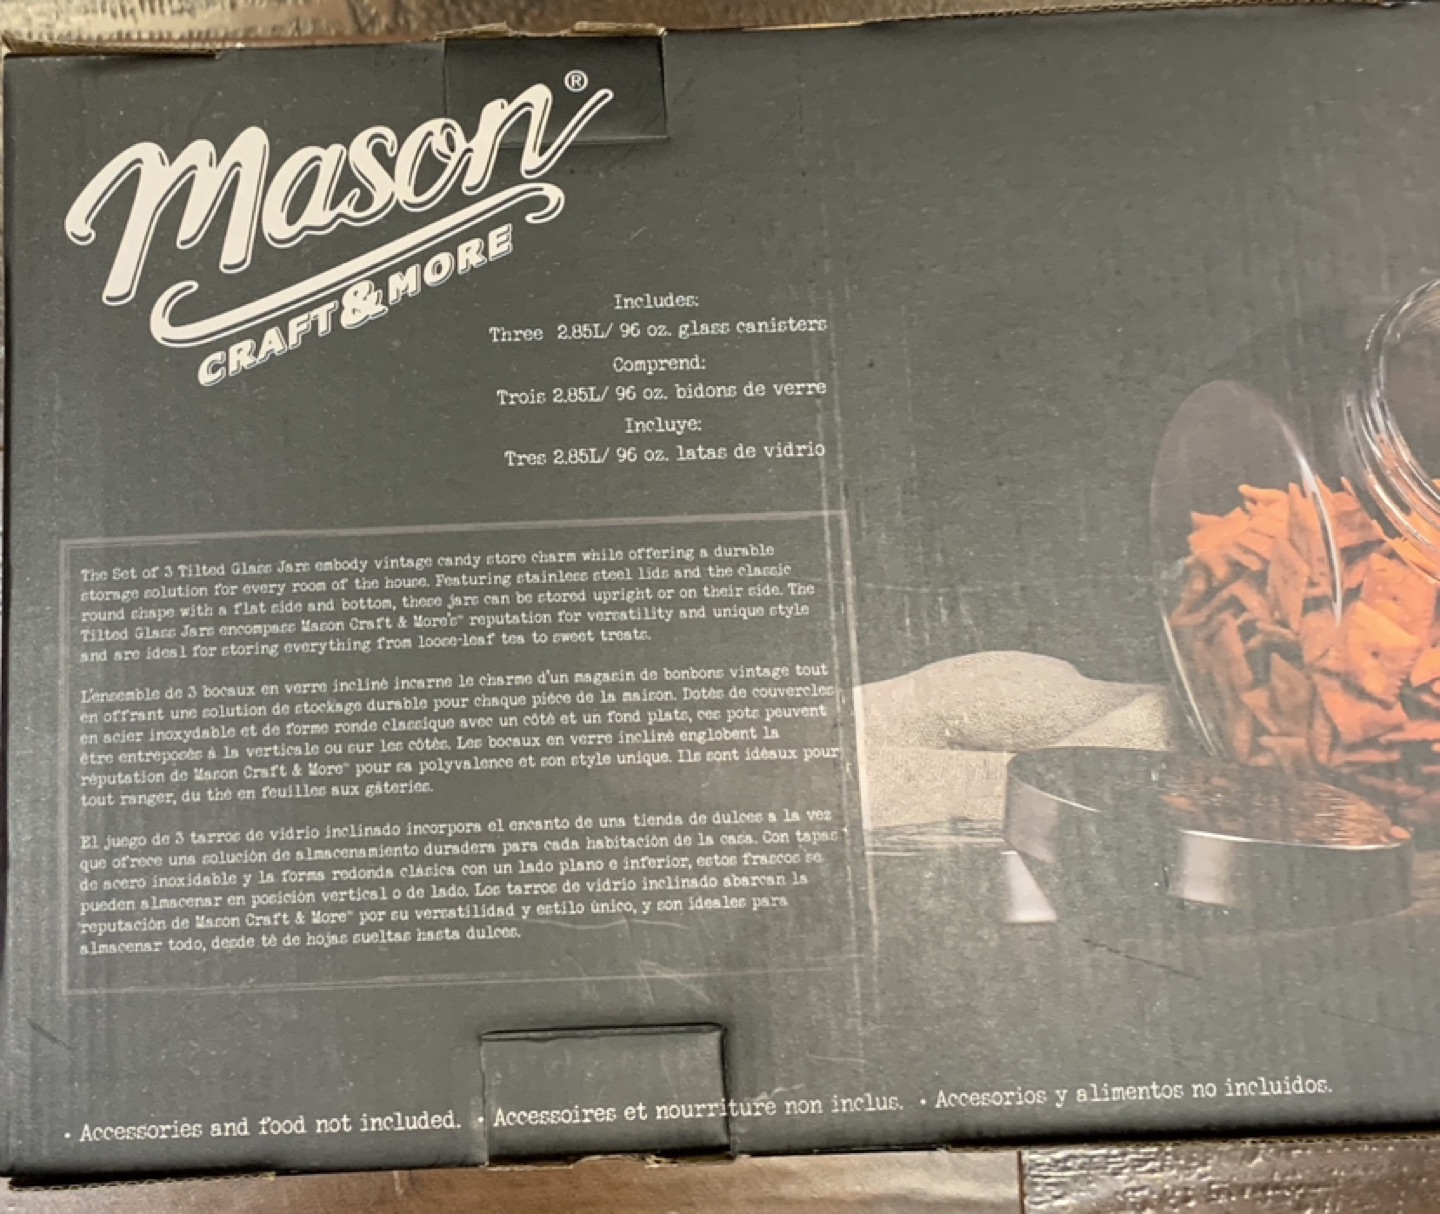 Mason®
CRAFT & MORE
Includes:
Three 2.85L/ 96 oz. glass canisters
Comprend:
Trois 2.85L/ 96 oz. bidons de verre
Incluye:
Tres 2.85L/ 96 oz. latas de vidrio
The Set of 3 Tilted Glass Jars embody vintage candy store charm while offering a durable
storage solution for every room of the house. Featuring stainless steel lids and the classic
round shape with a flat side and bottom, these jars can be stored upright or on their side. The
Tilted Glass Jars encompass Mason Craft & More's™ reputation for versatility and unique style
and are ideal for storing everything from loose-leaf tea to sweet treats.
L'ensemble de 3 bocaux en verre incliné incarne le charme d'un magasin de bonbons vintage tout
en offrant une solution de stockage durable pour chaque pièce de la maison. Dotés de couvercles
en acier inoxydable et de forme ronde classique avec un côté et un fond plats, ces pots peuvent
être entreposés à la verticale ou sur les côtés. Les bocaux en verre incliné englobent la
réputation de Mason Craft & More™ pour sa polyvalence et son style unique. Ils sont idéaux pour
tout ranger, du thé en feuilles aux gâteries.
El juego de 3 tarros de vidrio inclinado incorpora el encanto de una tienda de dulces a la vez
que ofrece una solución de almacenamiento duradera para cada habitación de la casa. Con tapas
de acero inoxidable y la forma redonda clásica con un lado plano e inferior, estos frascos se
pueden almacenar en posición vertical o de lado. Los tarros de vidrio inclinado abarcan la
reputación de Mason Craft & More™ por su versatilidad y estilo único, y son ideales para
almacenar todo, desde té de hojas sueltas hasta dulces.
• Accessories and food not included. • Accessoires et nourriture non inclus. • Accesorios y alimentos no incluidos.